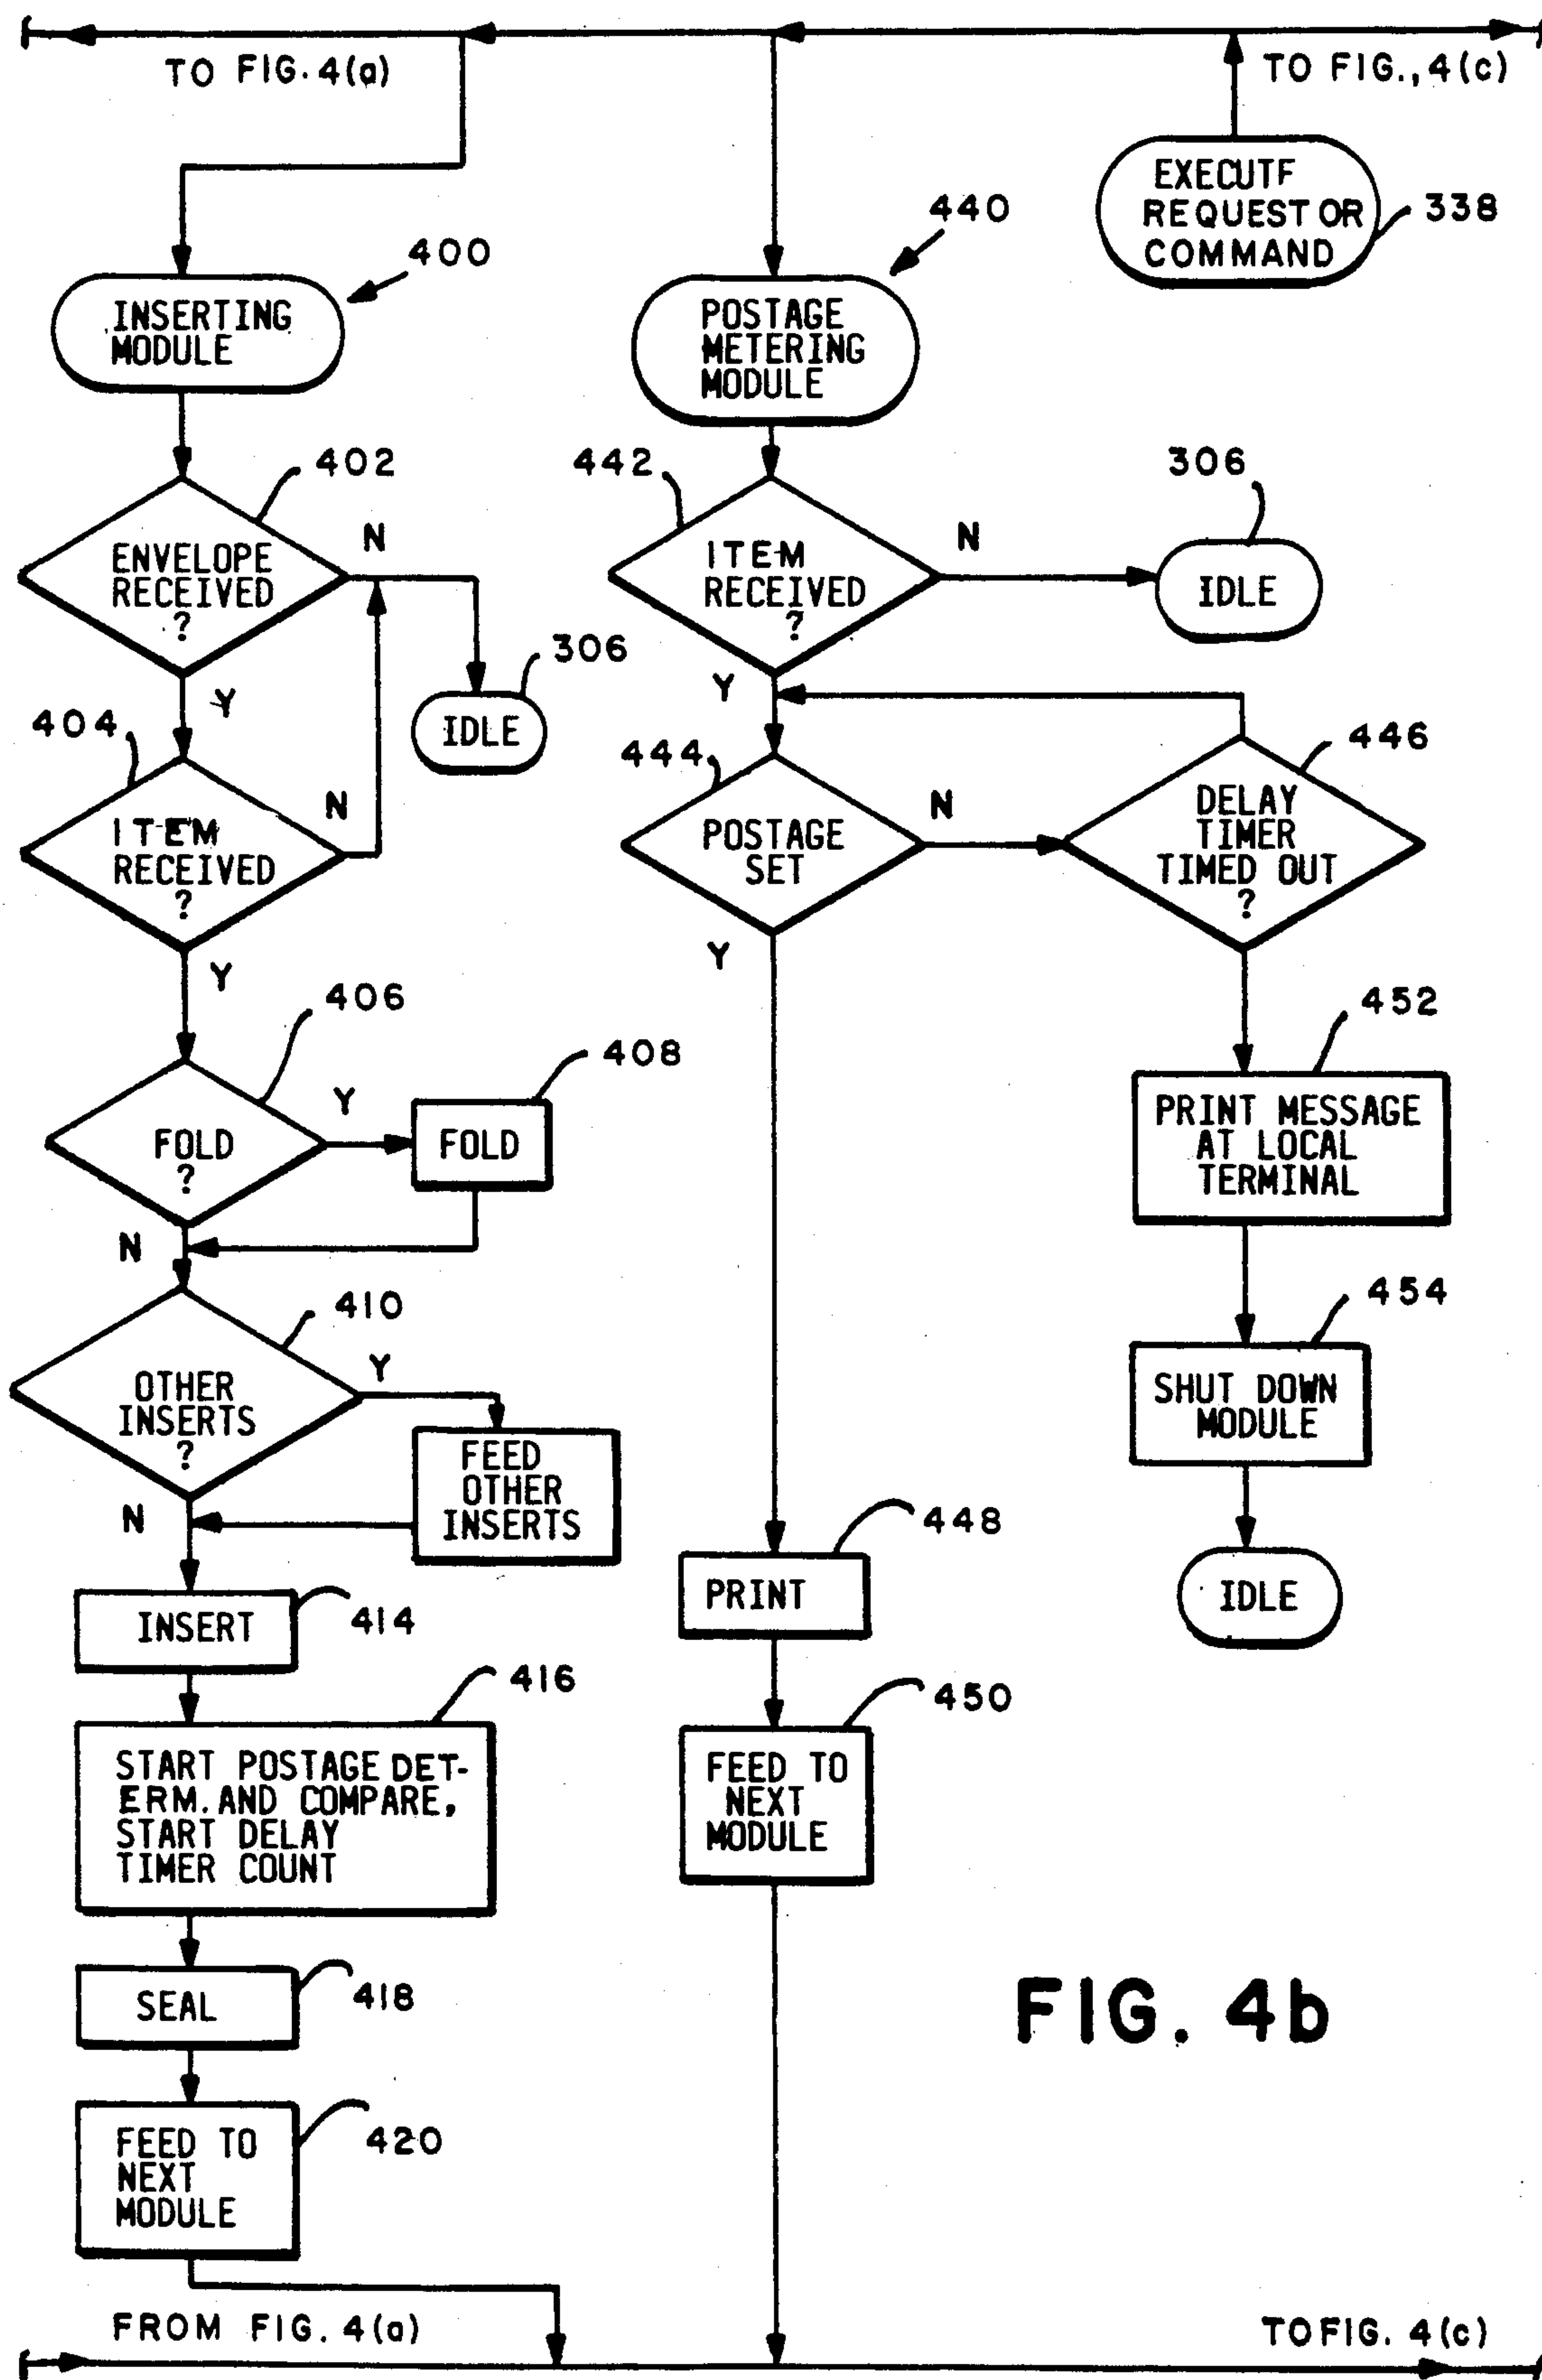 TO FIG. 4(a)
TO FIG., 4(c)
EXECUTF
REQUEST OR
COMMAND
338
400
INSERTING
MODULE
440
POSTAGE
METERING
MODULE
402
ENVELOPE
RECEIVED
?
N
Y
306
IDLE
404
ITEM
RECEIVED
?
N
Y
406
FOLD
?
Y
408
FOLD
N
410
OTHER
INSERTS
?
Y
FEED
OTHER
INSERTS
N
INSERT
414
416
START POSTAGE DET-
ERM. AND COMPARE,
START DELAY
TIMER COUNT
SEAL
418
FEED TO
NEXT
MODULE
420
442
ITEM
RECEIVED
?
N
306
IDLE
Y
444
POSTAGE
SET
N
446
DELAY
TIMER
TIMED OUT
?
Y
452
PRINT MESSAGE
AT LOCAL
TERMINAL
454
SHUT DOWN
MODULE
IDLE
448
PRINT
450
FEED TO
NEXT
MODULE
FIG. 4b
FROM FIG. 4(a)
TO FIG. 4(c)